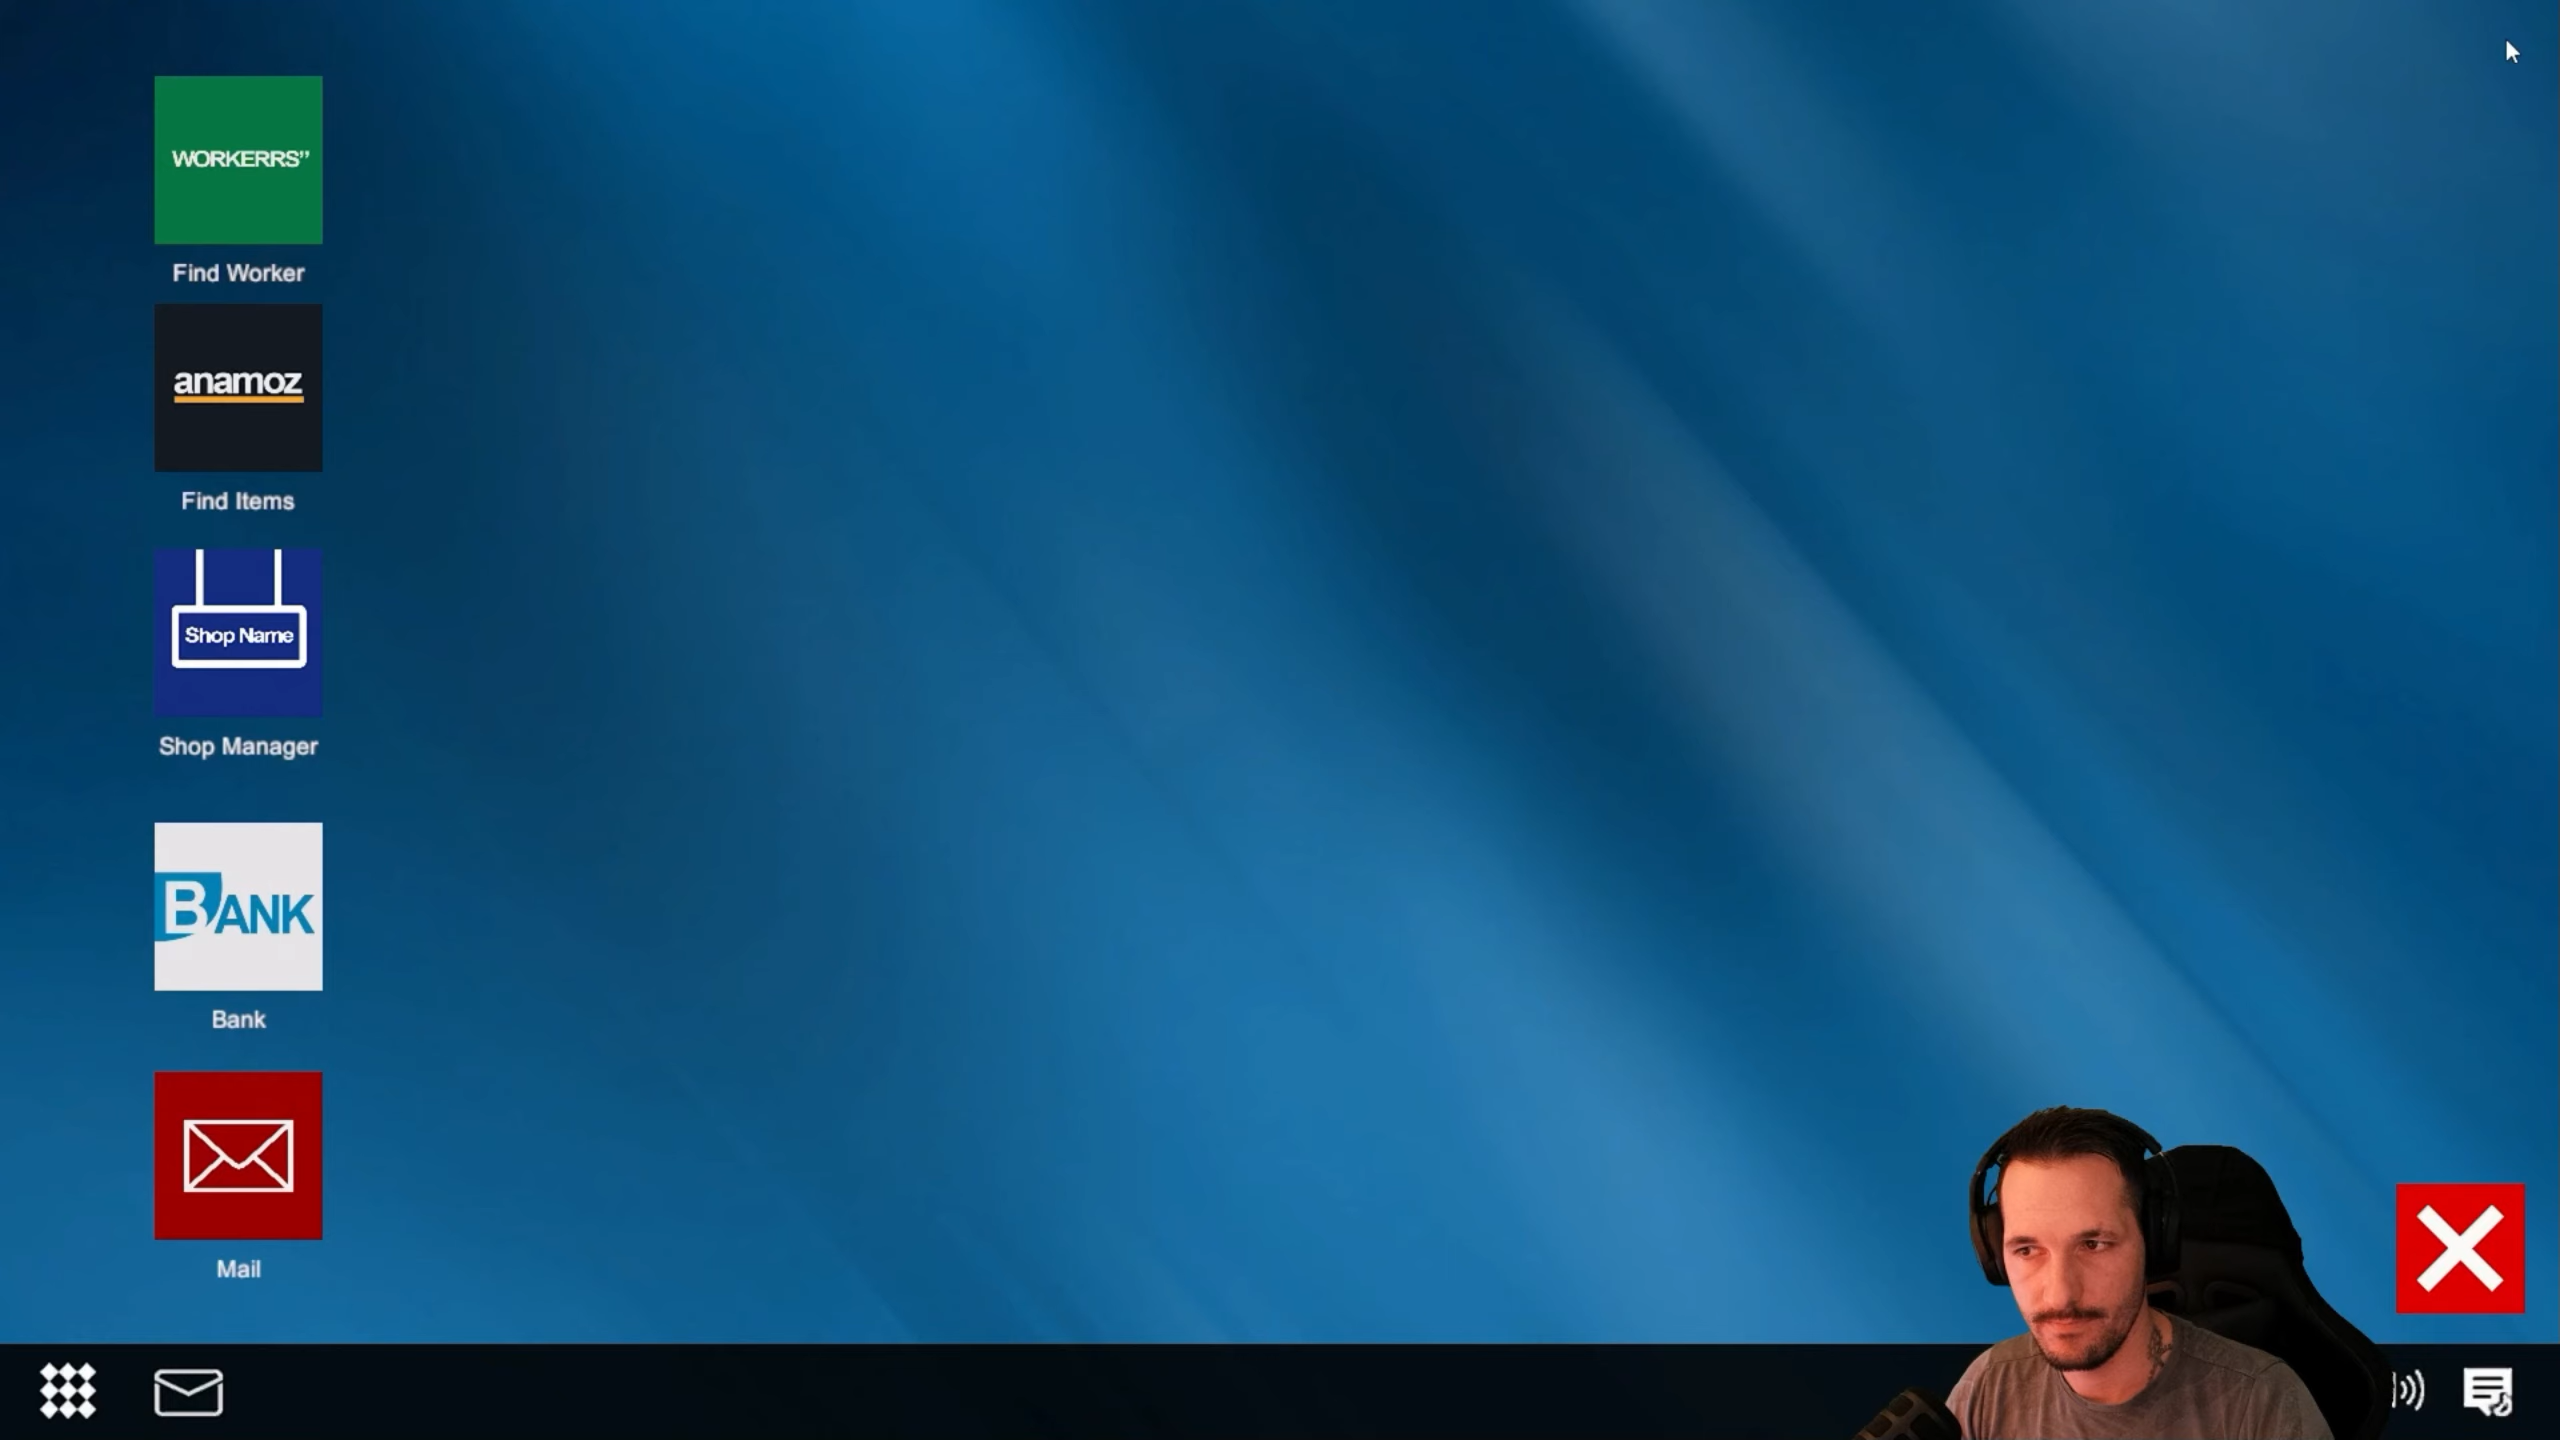 WORKERRS”
Find Worker
anamoz
Find Items
Shop Name
Shop Manager
BANK
Bank
Mail